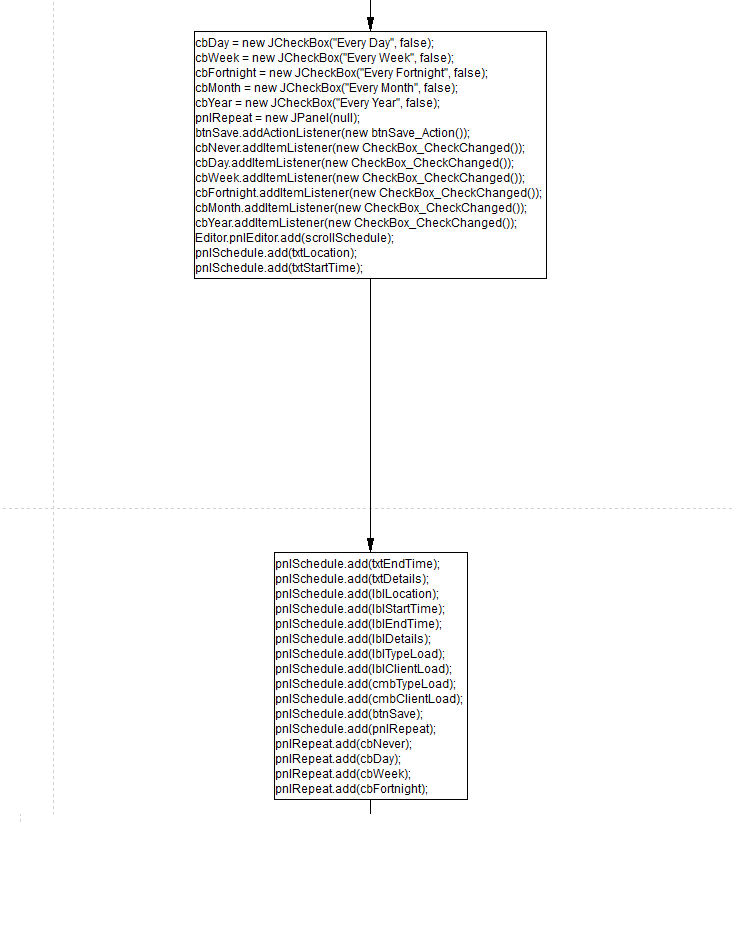 cbDay = new JCheckBox("Every Day", false);
cbWeek = new JCheckBox("Every Week", false);
cbFortnight = new JCheckBox("Every Fortnight", false);
cbMonth = new JCheckBox("Every Month", false);
cbYear = new JCheckBox("Every Year", false);
pnlRepeat = new JPanel(null);
btnSave.addActionListener(new btnSave_Action());
cbNever.addItemListener(new CheckBox_CheckChanged());
cbDay.addItemListener(new CheckBox_CheckChanged());
cbWeek.addItemListener(new CheckBox_CheckChanged());
cbFortnight.addItemListener(new CheckBox_CheckChanged());
cbMonth.addItemListener(new CheckBox_CheckChanged());
cbYear.addItemListener(new CheckBox_CheckChanged());
Editor.pnlEditor.add(scrollSchedule);
pnlSchedule.add(txtLocation);
pnlSchedule.add(txtStartTime);
pnlSchedule.add(txtEndTime);
pnlSchedule.add(txtDetails);
pnlSchedule.add(lblLocation);
pnlSchedule.add(lblStartTime);
pnlSchedule.add(lblEndTime);
pnlSchedule.add(lblDetails);
pnlSchedule.add(lblTypeLoad);
pnlSchedule.add(lblClientLoad);
pnlSchedule.add(cmbTypeLoad);
pnlSchedule.add(cmbClientLoad);
pnlSchedule.add(btnSave);
pnlSchedule.add(pnlRepeat);
pnlRepeat.add(cbNever);
pnlRepeat.add(cbDay);
pnlRepeat.add(cbWeek);
pnlRepeat.add(cbFortnight);